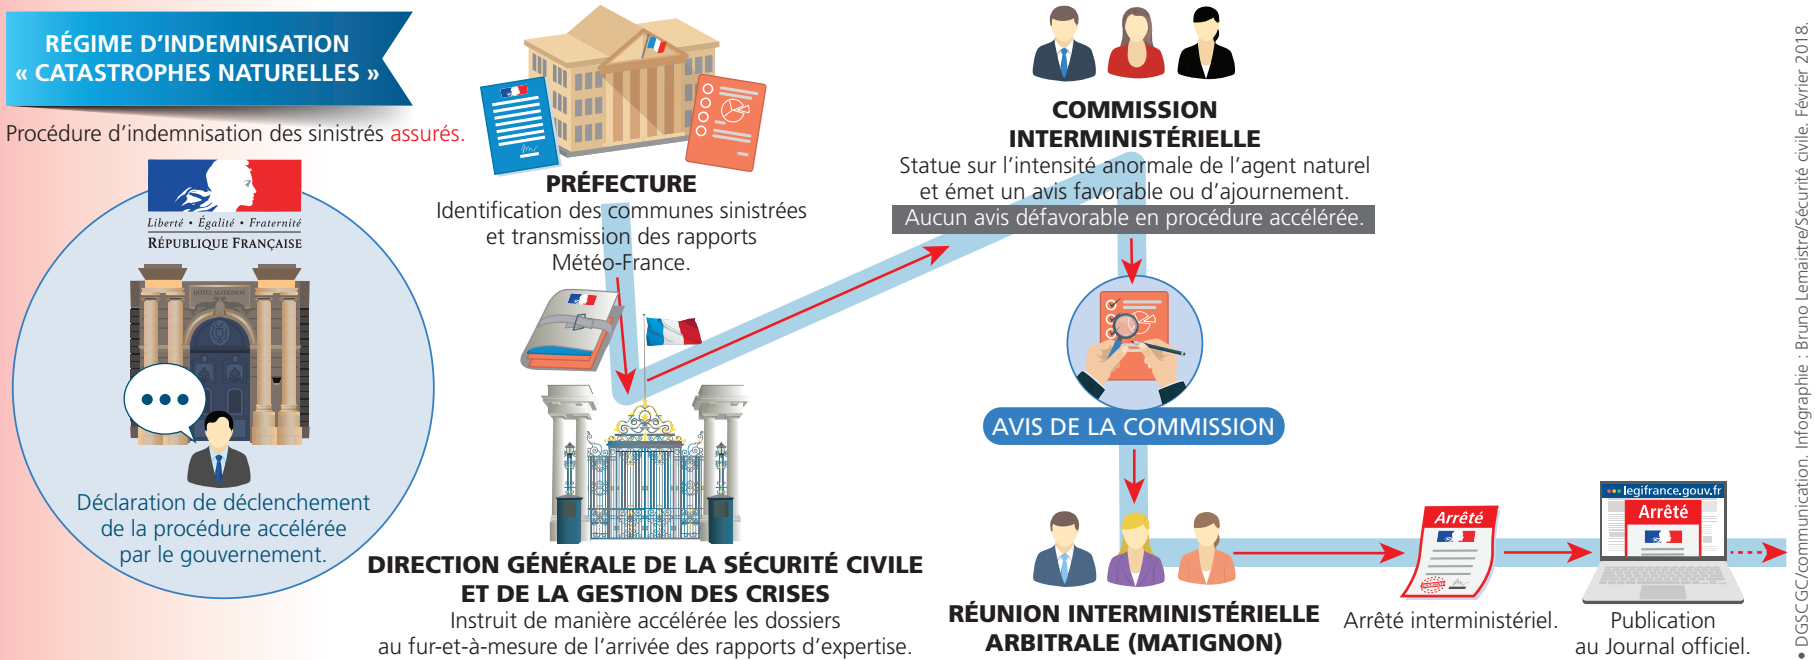 RÉGIME D'INDEMNISATION
« CATASTROPHES NATURELLES »
Procédure d'indemnisation des sinistrés assurés.
Liberté • Égalité • Fraternité
RÉPUBLIQUE FRANÇAISE
HÔTEL MATIGNON
Déclaration de déclenchement
de la procédure accélérée
par le gouvernement.
PRÉFECTURE
Identification des communes sinistrées
et transmission des rapports
Météo-France.
DIRECTION GÉNÉRALE DE LA SÉCURITÉ CIVILE
ET DE LA GESTION DES CRISES
Instruit de manière accélérée les dossiers
au fur-et-à-mesure de l'arrivée des rapports d'expertise.
COMMISSION
INTERMINISTÉRIELLE
Statue sur l'intensité anormale de l'agent naturel
et émet un avis favorable ou d'ajournement.
Aucun avis défavorable en procédure accélérée.
AVIS DE LA COMMISSION
RÉUNION INTERMINISTÉRIELLE
ARBITRALE (MATIGNON)
Arrêté
Arrêté interministériel.
legifrance.gouv.fr
Arrêté
Publication
au Journal officiel.
• DGSCGC/communication. Infographie : Bruno Lemaistre/Sécurité civile. Février 2018.